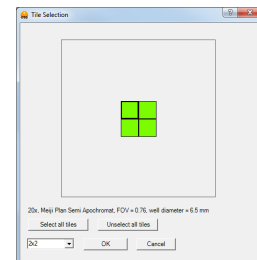 Tile Selection
20x, Meiji Plan Semi Apochromat, FOV = 0.76, well diameter = 6.5 mm
Select all tiles Unselect all tiles
2x2 OK Cancel